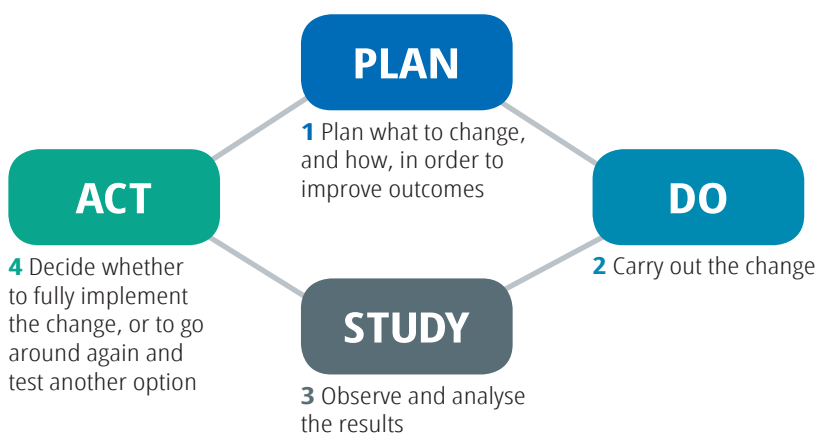 PLAN
1 Plan what to change,
and how, in order to
improve outcomes
DO
2 Carry out the change
STUDY
3 Observe and analyse
the results
ACT
4 Decide whether
to fully implement
the change, or to go
around again and
test another option